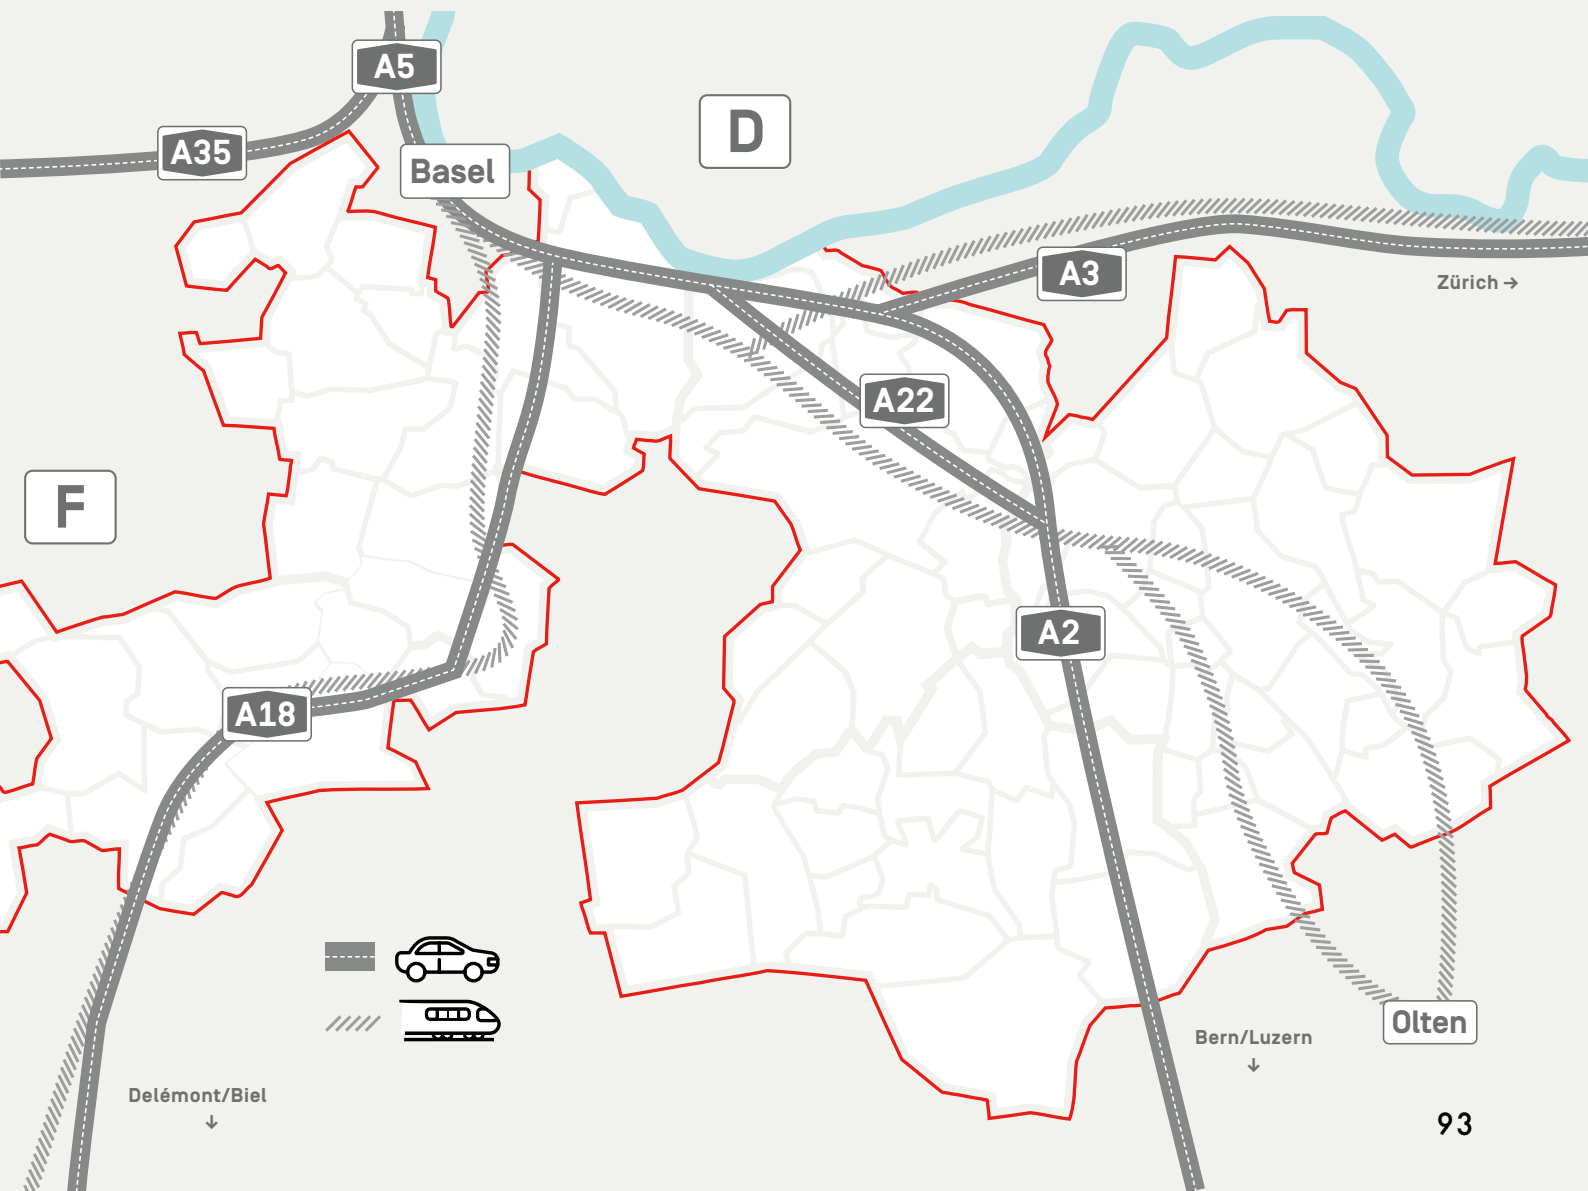 A5
D
A35
Basel
A3
Zürich →
A22
F
A2
A18
Olten
Bern/Luzern
↓
Delémont/Biel
↓
93